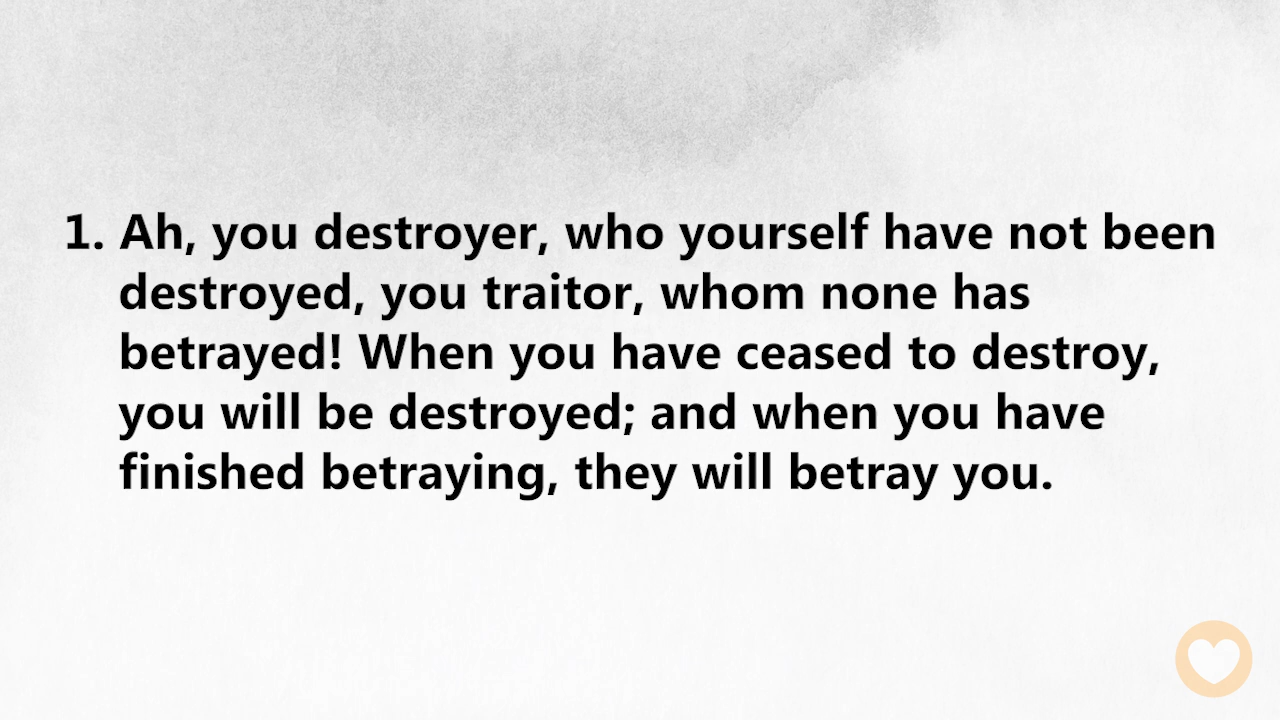 1. Ah, you destroyer, who yourself have not been
destroyed, you traitor, whom none has
betrayed! When you have ceased to destroy,
you will be destroyed; and when you have
finished betraying, they will betray you.